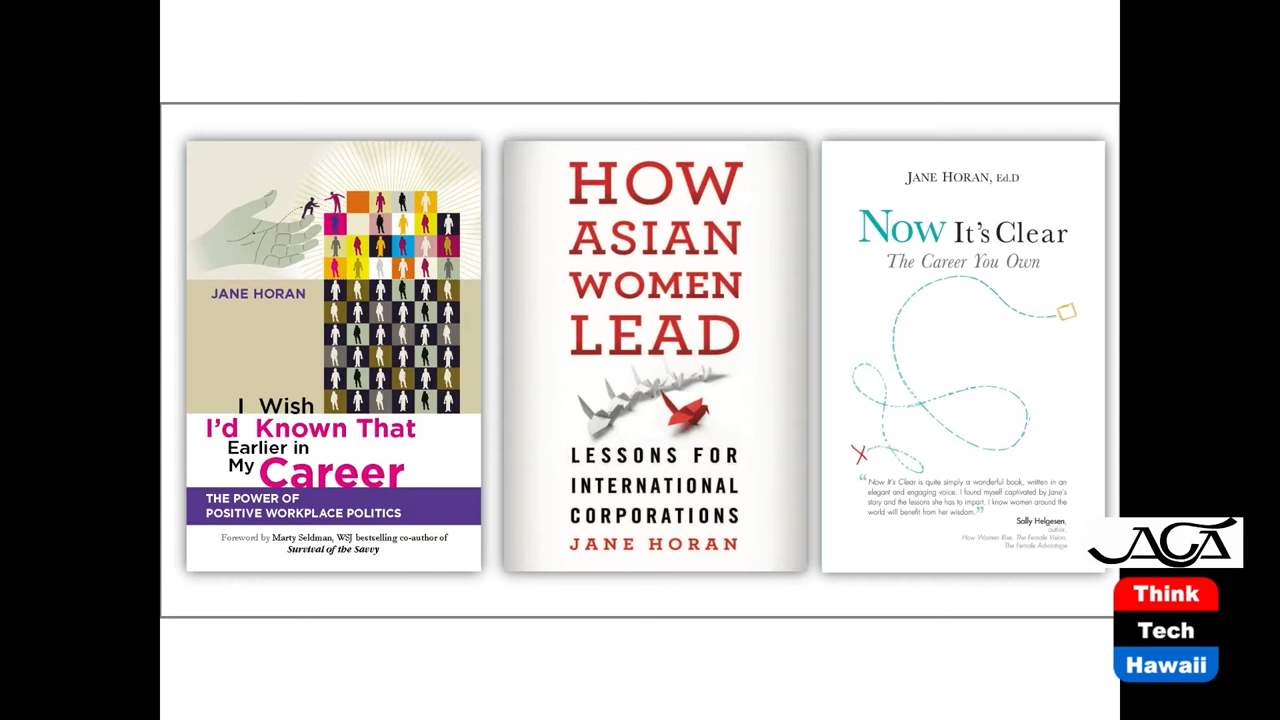 JANE HORAN
I Wish
I'd Known That
Earlier in
My Career
THE POWER OF
POSITIVE WORKPLACE POLITICS
Foreword by Marty Seldman, WSJ bestselling co-author of
Survival of the Savvy
HOW
ASIAN
WOMEN
LEAD
LESSONS FOR
INTERNATIONAL
CORPORATIONS
JANE HORAN
JANE HORAN, Ed.D
Now It's Clear
The Career You Own
“Now It's Clear is quite simply a wonderful book, written in an
elegant and engaging voice. I found myself captivated by Jane's
story and the lessons she has to impart. I know women around the
world will benefit from her wisdom.”
Sally Helgesen,
author,
How Women Rise, The Female Vision,
The Female Advantage
JAGA
Think
Tech
Hawaii